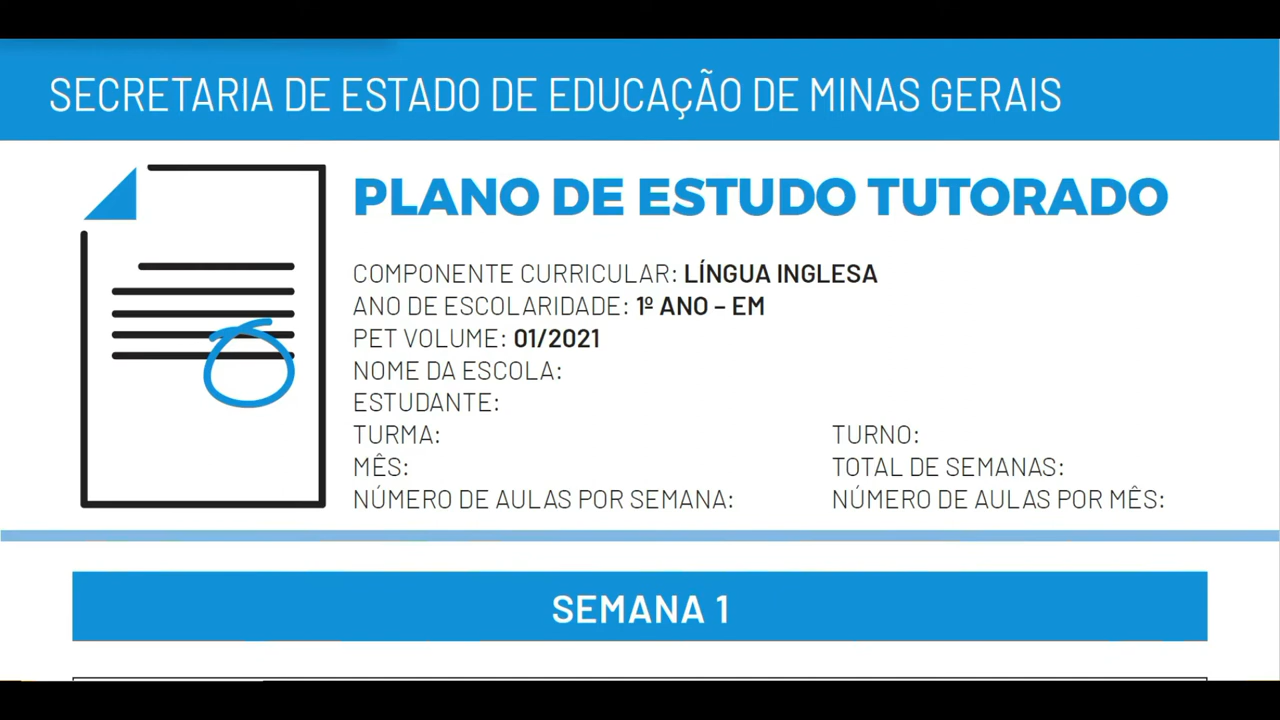 SECRETARIA DE ESTADO DE EDUCAÇÃO DE MINAS GERAIS
PLANO DE ESTUDO TUTORADO
COMPONENTE CURRICULAR: LÍNGUA INGLESA
ANO DE ESCOLARIDADE: 1º ANO – EM
PET VOLUME: 01/2021
NOME DA ESCOLA:
ESTUDANTE:
TURMA: TURNO:
MÊS: TOTAL DE SEMANAS:
NÚMERO DE AULAS POR SEMANA: NÚMERO DE AULAS POR MÊS:
SEMANA 1